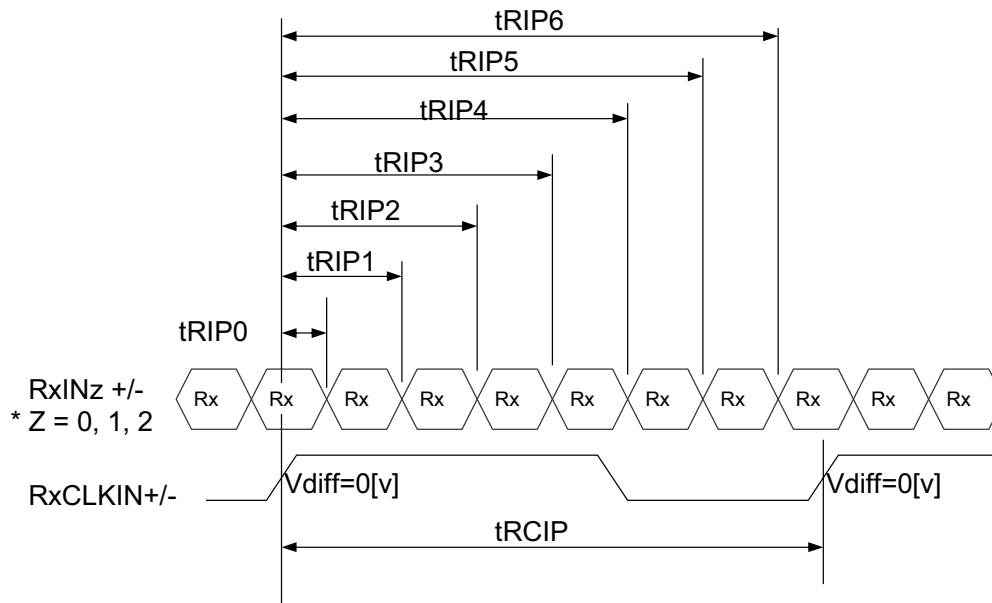 tRIP6
tRIP5
tRIP4
tRIP3
tRIP2
tRIP1
tRIP0
RxINz +/-
* Z = 0, 1, 2
Rx Rx Rx Rx Rx Rx Rx Rx Rx Rx Rx
RxCLKIN+/-
Vdiff=0[v] Vdiff=0[v]
tRCIP